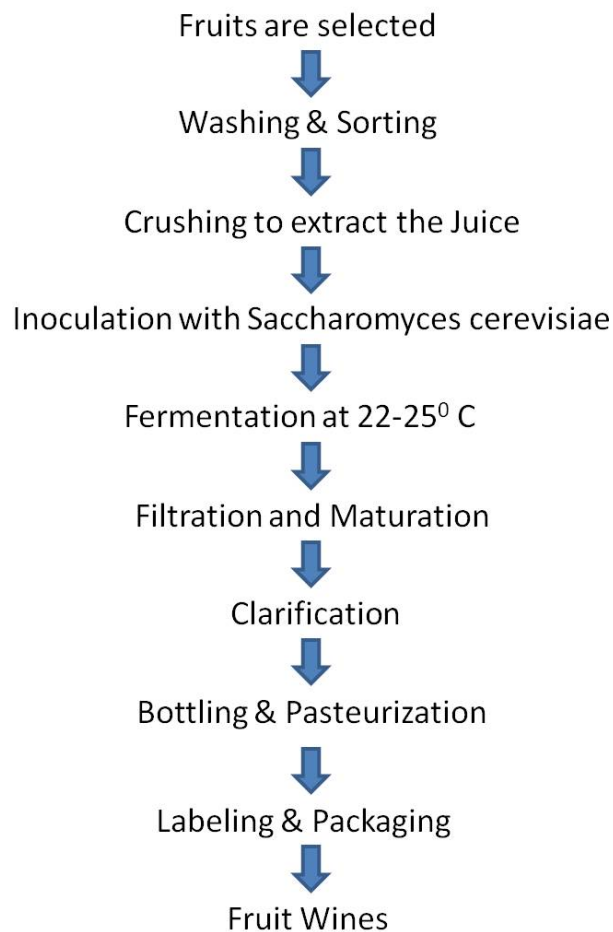 Fruits are selected
Washing & Sorting
Crushing to extract the Juice
Inoculation with Saccharomyces cerevisiae
Fermentation at 22-25⁰ C
Filtration and Maturation
Clarification
Bottling & Pasteurization
Labeling & Packaging
Fruit Wines